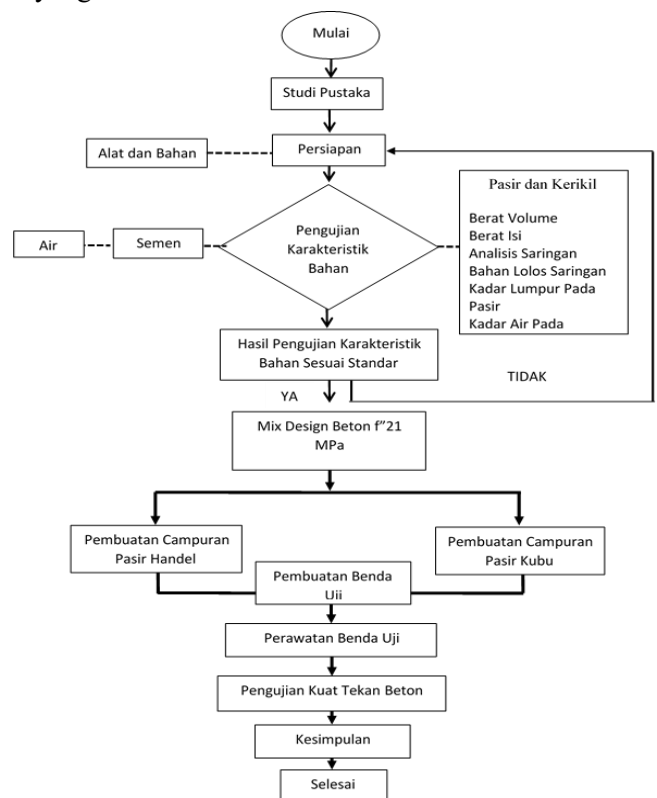 Mulai
Studi Pustaka
Alat dan Bahan
Persiapan
Pasir dan Kerikil
Berat Volume
Berat Isi
Analisis Saringan
Bahan Lolos Saringan
Kadar Lumpur Pada
Pasir
Kadar Air Pada
Air
Semen
Pengujian
Karakteristik
Bahan
Hasil Pengujian Karakteristik
Bahan Sesuai Standar
TIDAK
YA
Mix Design Beton f"21
MPa
Pembuatan Campuran
Pasir Handel
Pembuatan Campuran
Pasir Kubu
Pembuatan Benda
Uji
Perawatan Benda Uji
Pengujian Kuat Tekan Beton
Kesimpulan
Selesai